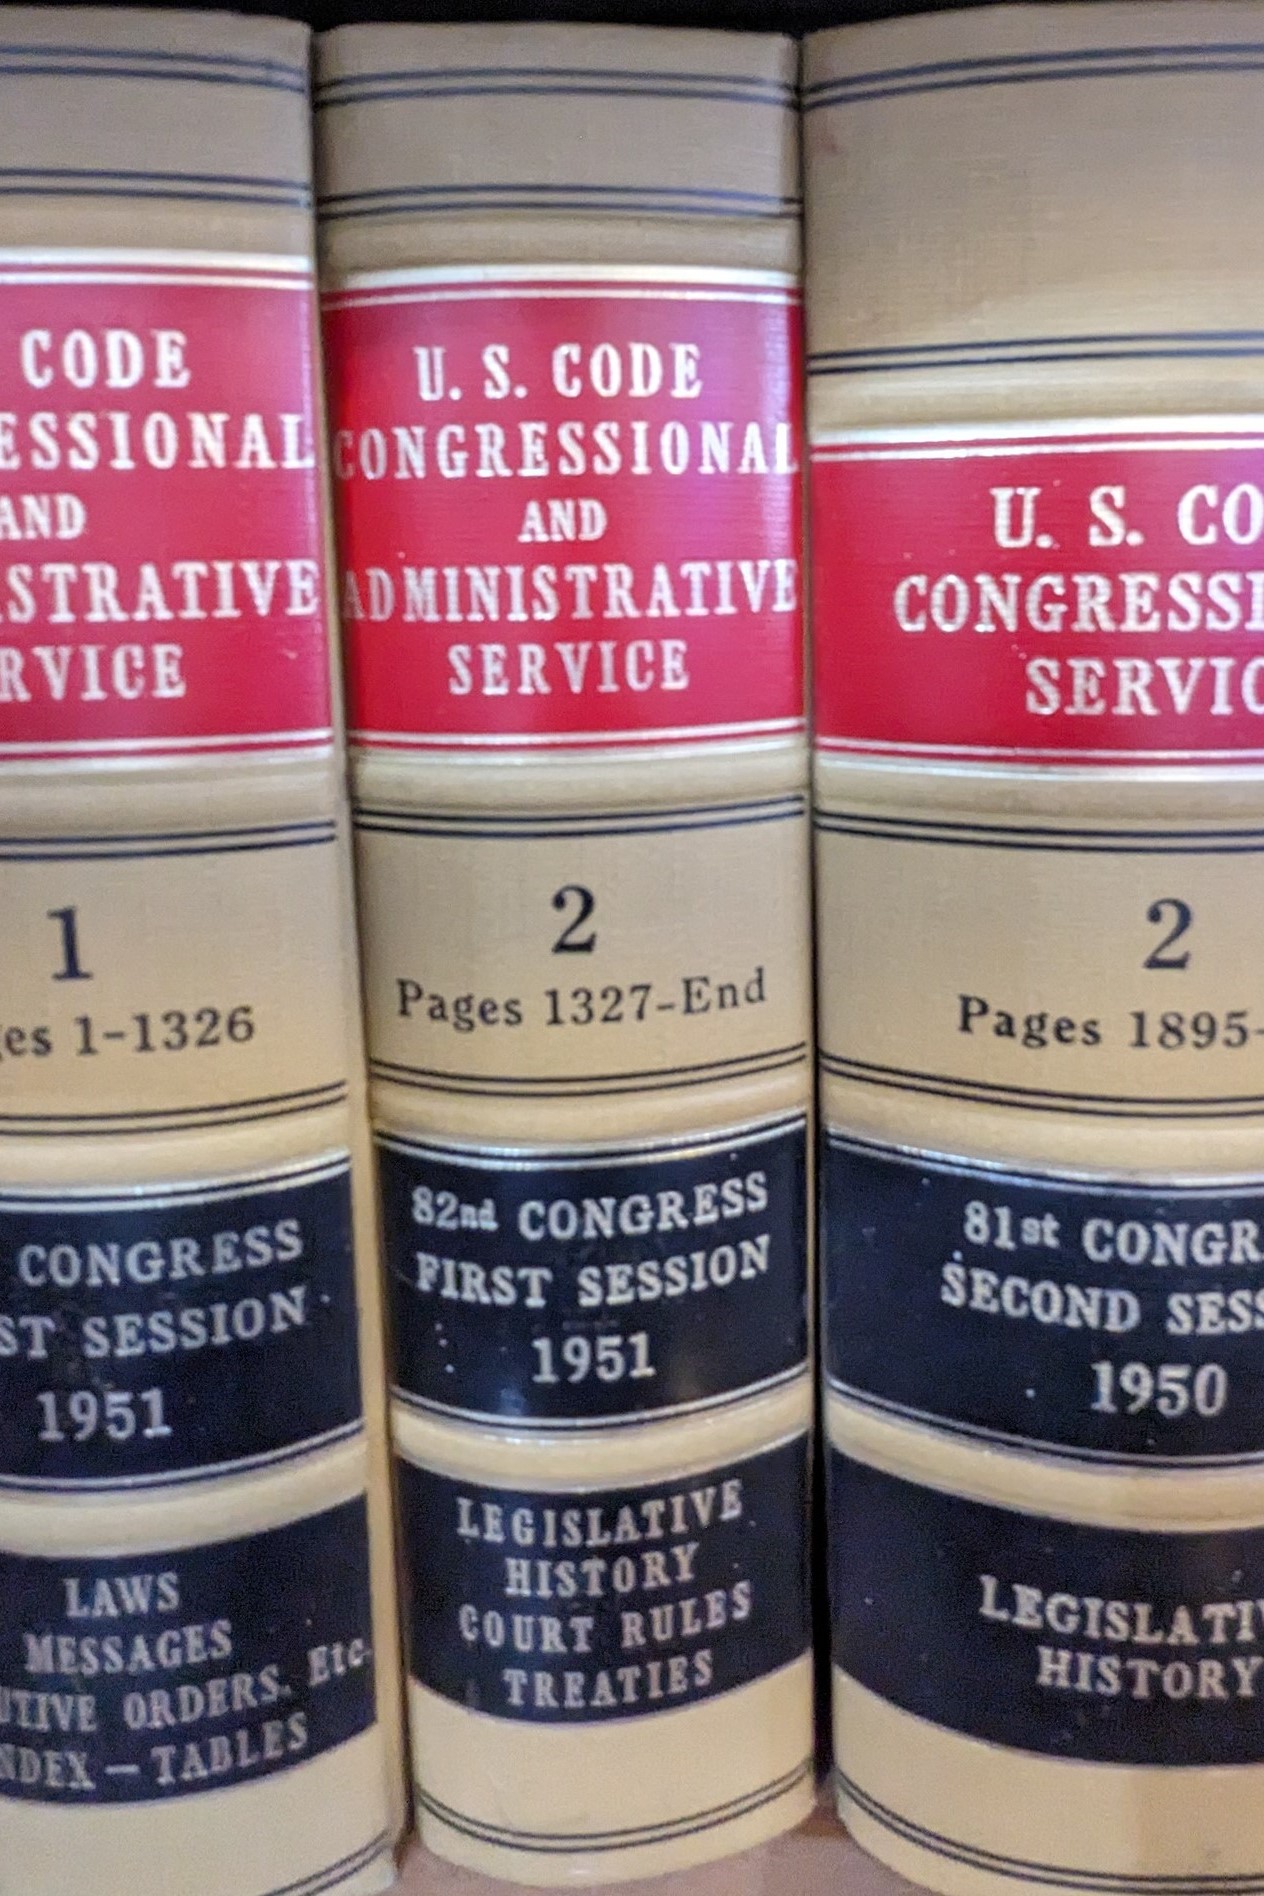 CODE
ESSIONAL
AND
ISTRATIVE
RVICE
1
es 1-1326
CONGRESS
ST SESSION
1951
LAWS
MESSAGES
UTIVE ORDERS, Etc.
NDEX — TABLES
U. S. CODE
CONGRESSIONAL
AND
ADMINISTRATIVE
SERVICE
2
Pages 1327-End
82nd CONGRESS
FIRST SESSION
1951
LEGISLATIVE
HISTORY
COURT RULES
TREATIES
U. S. CO
CONGRESSI
SERVIC
2
Pages 1895-
81st CONGR
SECOND SESS
1950
LEGISLATIV
HISTORY